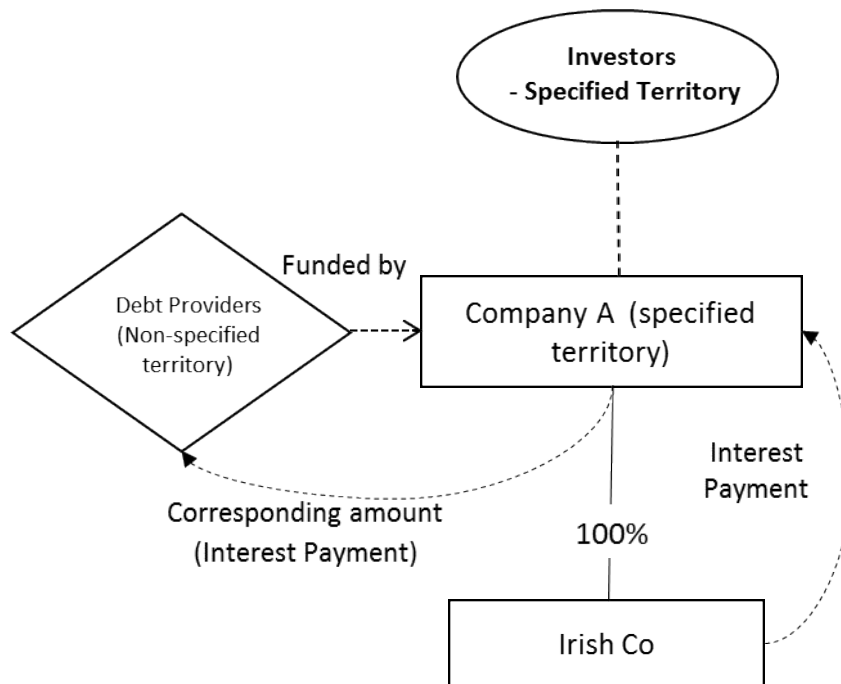 Investors
- Specified Territory
Funded by
Debt Providers
(Non-specified
territory)
Company A (specified
territory)
Interest
Payment
Corresponding amount
(Interest Payment)
100%
Irish Co